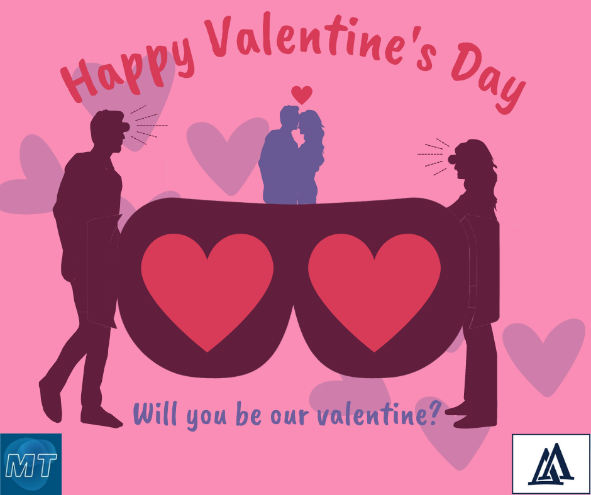 Happy Valentine's Day
Will you be our valentine?
MT